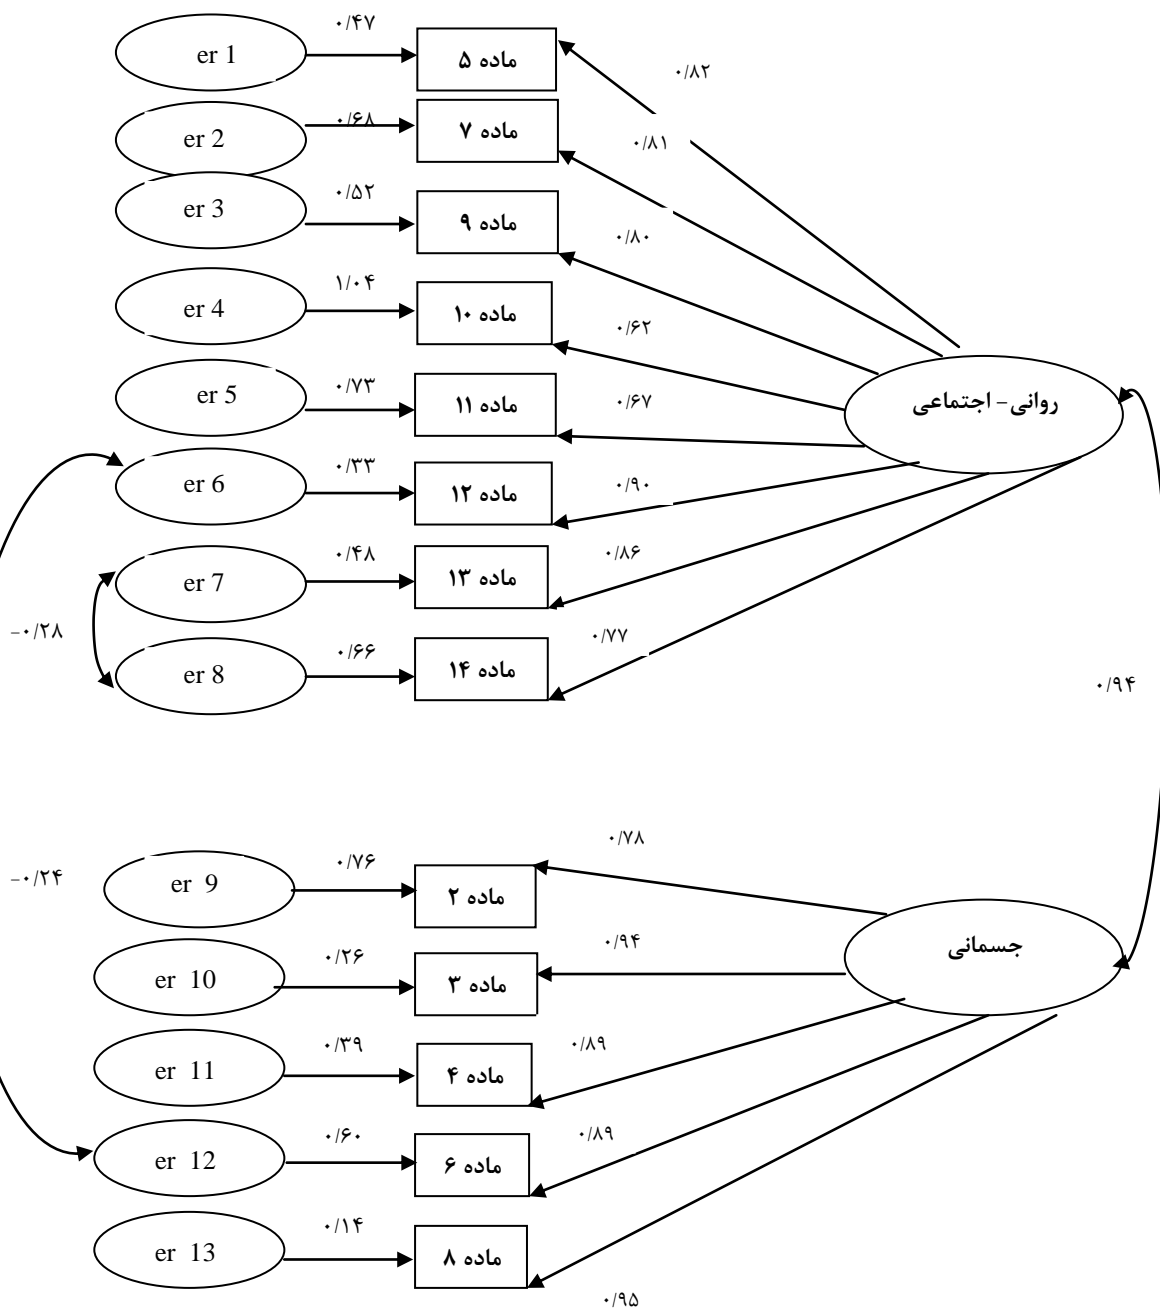 ۰/۴۷
er 1
ماده ۵
۰/۸۲
er 2
۰/۶۸
ماده ۷
۰/۸۱
er 3
۰/۵۲
ماده ۹
۰/۸۰
er 4
۱/۰۴
ماده ۱۰
۰/۶۲
er 5
۰/۷۳
ماده ۱۱
۰/۶۷
روانی- اجتماعی
er 6
۰/۳۳
ماده ۱۲
۰/۹۰
er 7
۰/۴۸
ماده ۱۳
۰/۸۶
-۰/۲۸
er 8
۰/۶۶
ماده ۱۴
۰/۷۷
۰/۹۴
-۰/۲۴
er 9
۰/۷۶
ماده ۲
۰/۷۸
er 10
۰/۲۶
ماده ۳
۰/۹۴
جسمانی
er 11
۰/۳۹
ماده ۴
۰/۸۹
er 12
۰/۶۰
ماده ۶
۰/۸۹
er 13
۰/۱۴
ماده ۸
۰/۹۵